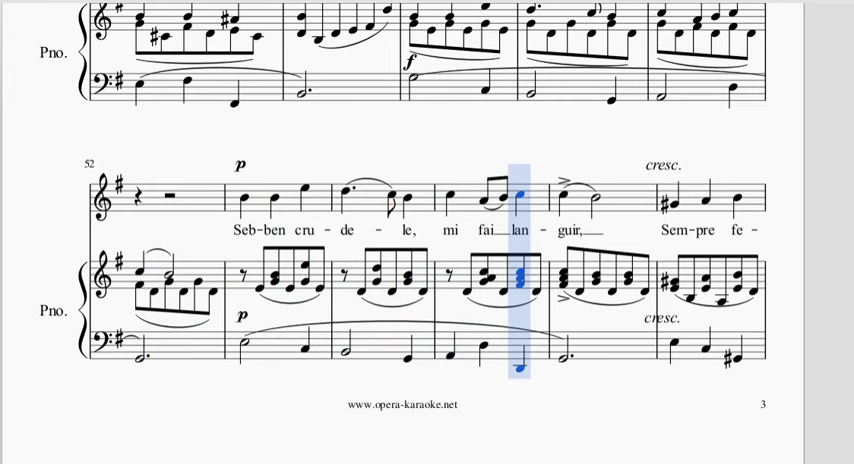 Pno.
f
52
p
cresc.
Seb-ben cru - de - le, mi fai lan - guir, Sem-pre fe -
Pno.
p
cresc.
www.opera-karaoke.net 3